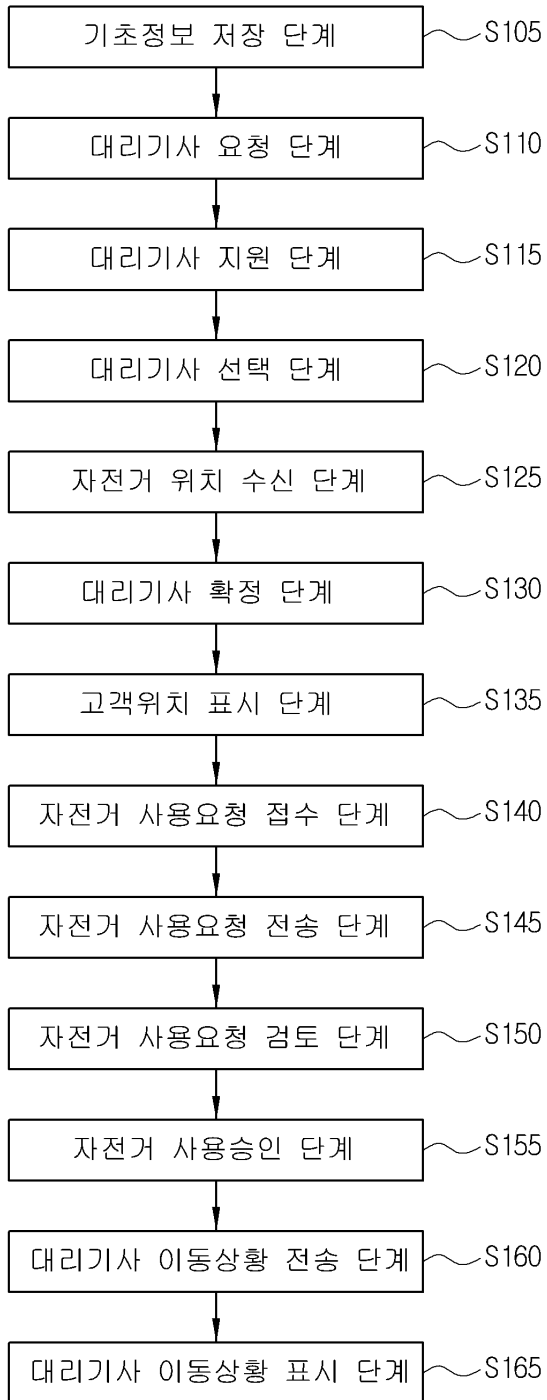 기초정보 저장 단계 S105
대리기사 요청 단계 S110
대리기사 지원 단계 S115
대리기사 선택 단계 S120
자전거 위치 수신 단계 S125
대리기사 확정 단계 S130
고객위치 표시 단계 S135
자전거 사용요청 접수 단계 S140
자전거 사용요청 전송 단계 S145
자전거 사용요청 검토 단계 S150
자전거 사용승인 단계 S155
대리기사 이동상황 전송 단계 S160
대리기사 이동상황 표시 단계 S165